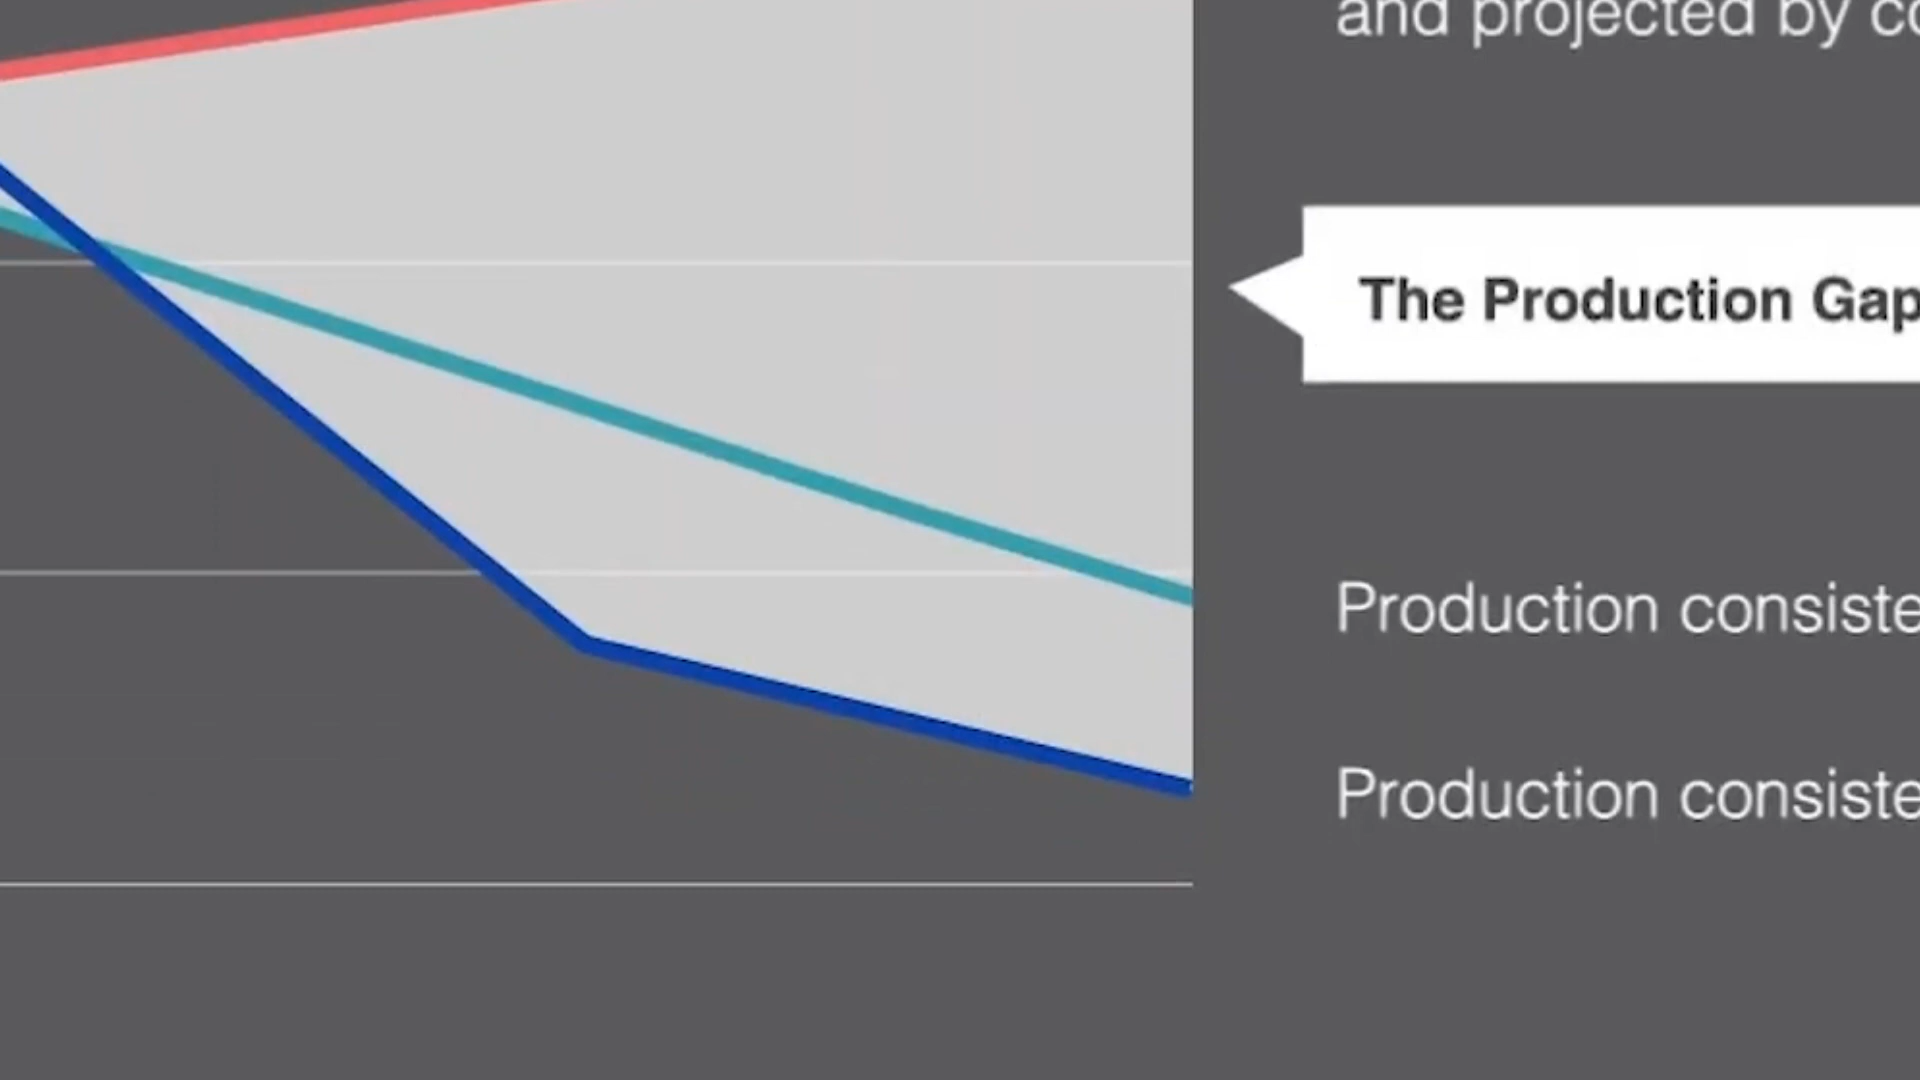 and projected by co
The Production Gap
Production consiste
Production consiste